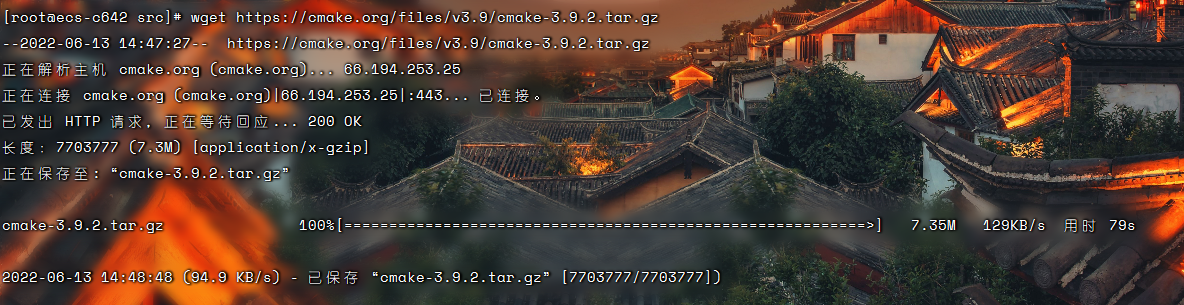 [root@ecs-c642 src]# wget https://cmake.org/files/v3.9/cmake-3.9.2.tar.gz
--2022-06-13 14:47:27--  https://cmake.org/files/v3.9/cmake-3.9.2.tar.gz
正在解析主机 cmake.org (cmake.org)... 66.194.253.25
正在连接 cmake.org (cmake.org)|66.194.253.25|:443... 已连接。
已发出 HTTP 请求，正在等待回应... 200 OK
长度：7703777 (7.3M) [application/x-gzip]
正在保存至: “cmake-3.9.2.tar.gz”
cmake-3.9.2.tar.gz 100%[==========================================================>] 7.35M 129KB/s 用时 79s
2022-06-13 14:48:48 (94.9 KB/s) - 已保存 “cmake-3.9.2.tar.gz” [7703777/7703777])